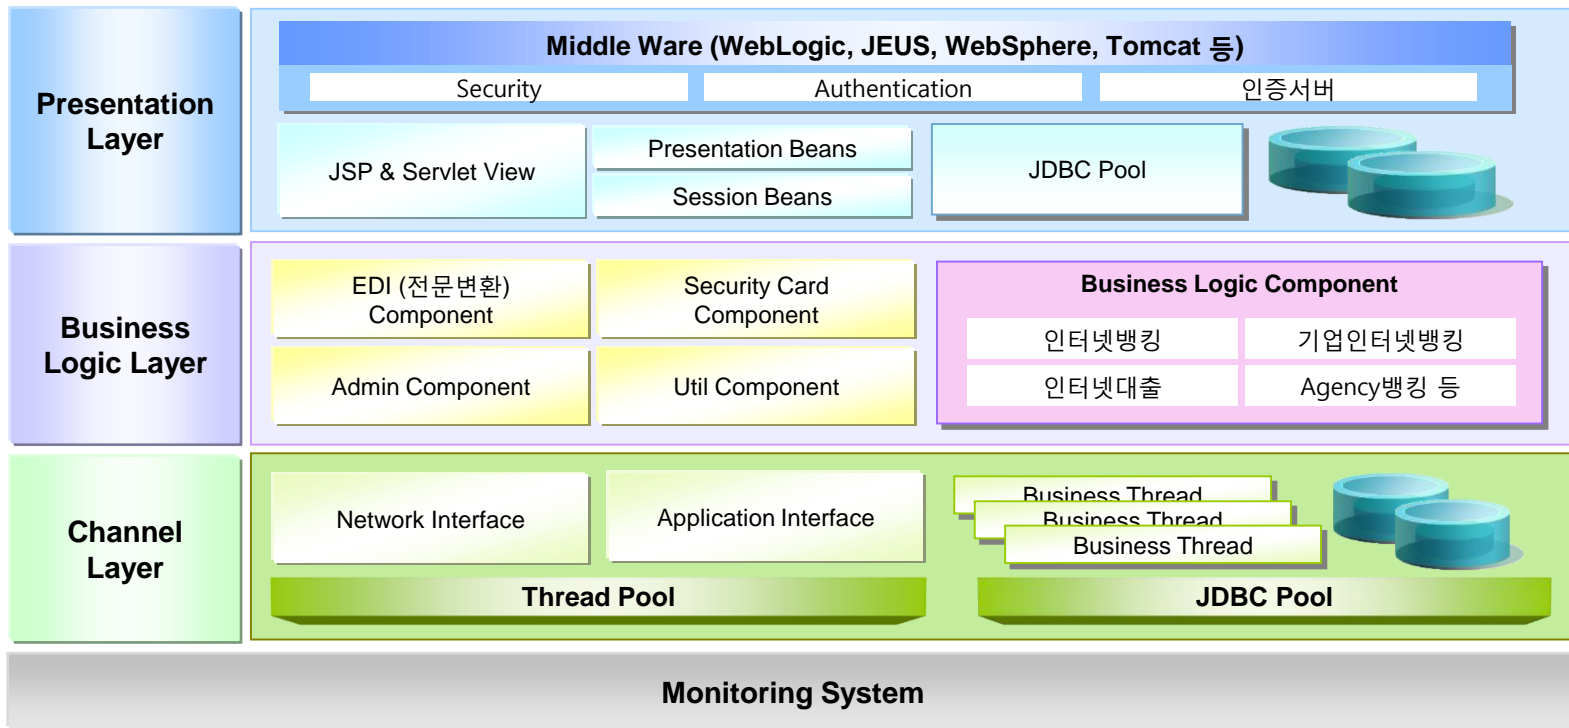 Presentation
Layer
Middle Ware (WebLogic, JEUS, WebSphere, Tomcat 등)
Security
Authentication
인증서버
JSP & Servlet View
Presentation Beans
Session Beans
JDBC Pool
Business
Logic Layer
EDI (전문변환)
Component
Security Card
Component
Admin Component
Util Component
Business Logic Component
인터넷뱅킹
기업인터넷뱅킹
인터넷대출
Agency뱅킹 등
Channel
Layer
Network Interface
Application Interface
Business Thread
Business Thread
Business Thread
Thread Pool
JDBC Pool
Monitoring System